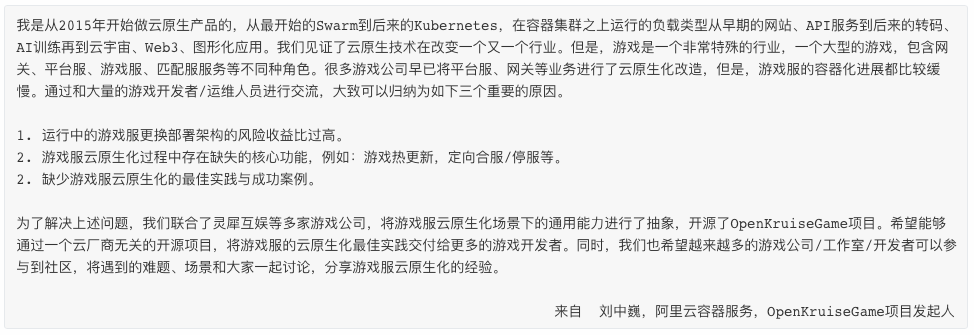 我是从2015年开始做云原生产品的，从最开始的Swarm到后来的Kubernetes，在容器集群之上运行的负载类型从早期的网站、API服务到后来的转码、
AI训练再到云宇宙、Web3、图形化应用。我们见证了云原生技术在改变一个又一个行业。但是，游戏是一个非常特殊的行业，一个大型的游戏，包含网
关、平台服、游戏服、匹配服服务等不同种角色。很多游戏公司早已将平台服、网关等业务进行了云原生化改造，但是，游戏服的容器化进展都比较缓
慢。通过和大量的游戏开发者/运维人员进行交流，大致可以归纳为如下三个重要的原因。
1. 运行中的游戏服更换部署架构的风险收益比过高。
2. 游戏服云原生化过程中存在缺失的核心功能，例如：游戏热更新，定向合服/停服等。
2. 缺少游戏服云原生化的最佳实践与成功案例。
为了解决上述问题，我们联合了灵犀互娱等多家游戏公司，将游戏服云原生化场景下的通用能力进行了抽象，开源了OpenKruiseGame项目。希望能够
通过一个云厂商无关的开源项目，将游戏服的云原生化最佳实践交付给更多的游戏开发者。同时，我们也希望越来越多的游戏公司/工作室/开发者可以参
与到社区，将遇到的难题、场景和大家一起讨论，分享游戏服云原生化的经验。
来自 刘中巍，阿里云容器服务，OpenKruiseGame项目发起人